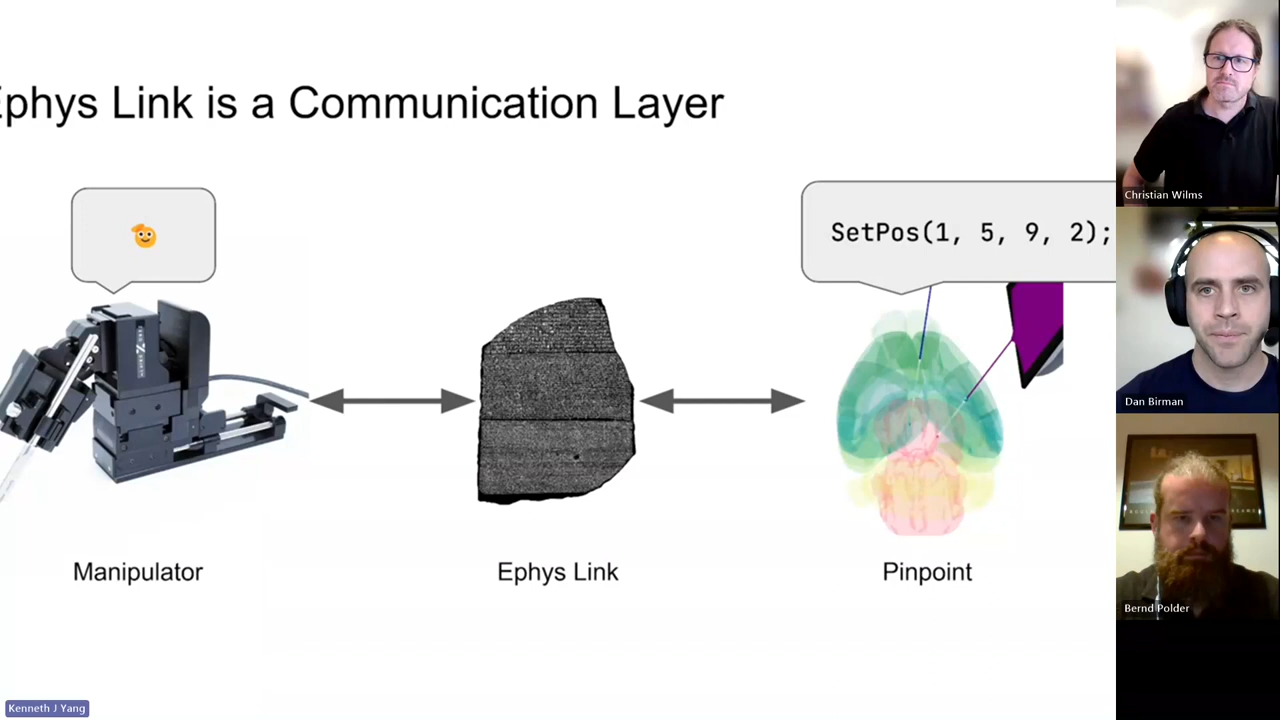 Ephys Link is a Communication Layer
SetPos(1, 5, 9, 2);
Manipulator
Ephys Link
Pinpoint
Kenneth J Yang
Christian Wilms
Dan Birman
Bernd Polder